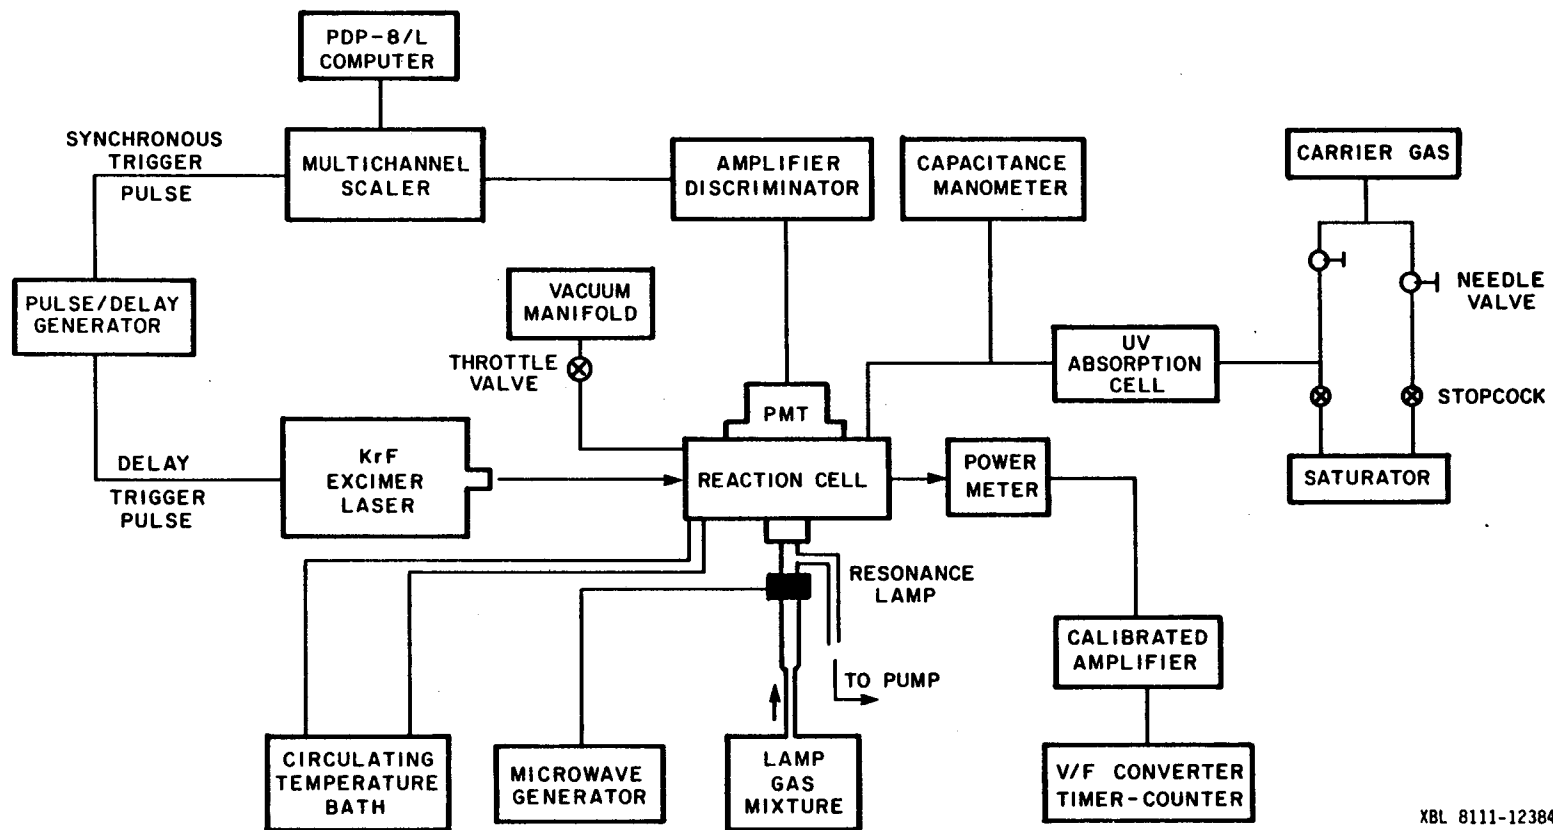 PDP-8/L
COMPUTER
SYNCHRONOUS
TRIGGER
PULSE
MULTICHANNEL
SCALER
AMPLIFIER
DISCRIMINATOR
CAPACITANCE
MANOMETER
CARRIER GAS
PULSE/DELAY
GENERATOR
VACUUM
MANIFOLD
THROTTLE
VALVE
NEEDLE
VALVE
UV
ABSORPTION
CELL
STOPCOCK
PMT
DELAY
TRIGGER
PULSE
KrF
EXCIMER
LASER
REACTION CELL
POWER
METER
SATURATOR
RESONANCE
LAMP
CALIBRATED
AMPLIFIER
TO PUMP
CIRCULATING
TEMPERATURE
BATH
MICROWAVE
GENERATOR
LAMP
GAS
MIXTURE
V/F CONVERTER
TIMER-COUNTER
XBL 8111-12384